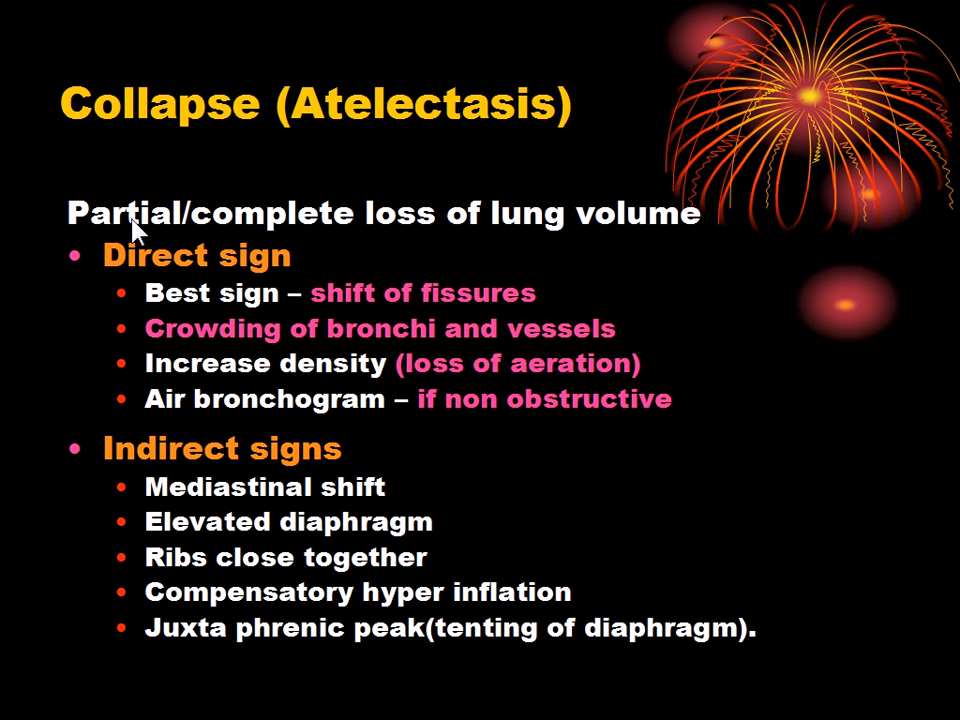 Collapse (Atelectasis)
Partial/complete loss of lung volume
• Direct sign
• Best sign – shift of fissures
• Crowding of bronchi and vessels
• Increase density (loss of aeration)
• Air bronchogram – if non obstructive
• Indirect signs
• Mediastinal shift
• Elevated diaphragm
• Ribs close together
• Compensatory hyper inflation
• Juxta phrenic peak(tenting of diaphragm).